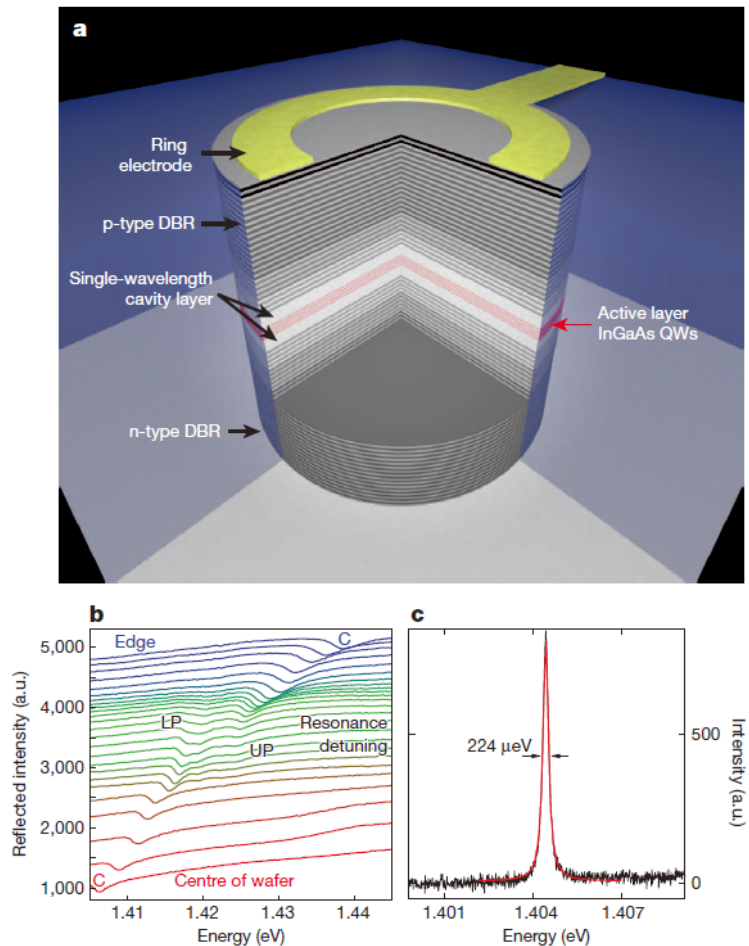 a
Ring
electrode
p-type DBR
Single-wavelength
cavity layer
Active layer
InGaAs QWs
n-type DBR
b
Edge
C
5,000
4,000
LP
Resonance
detuning
UP
3,000
2,000
C
Centre of wafer
1,000
Reflected intensity (a.u.)
1.41
1.42
1.43
1.44
Energy (eV)
c
224 μeV
500
0
Intensity (a.u.)
1.401
1.404
1.407
Energy (eV)